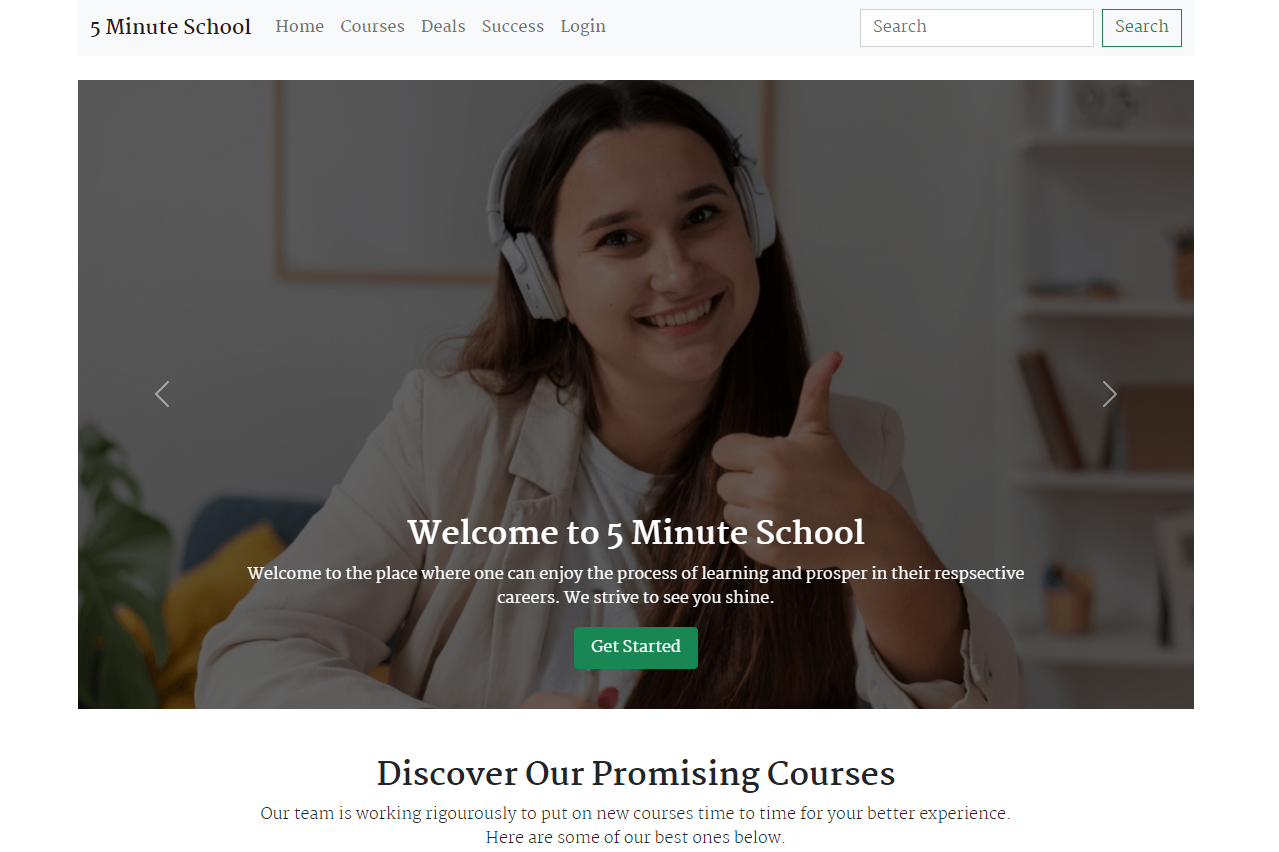 5 Minute School Home Courses Deals Success Login Search Search
Welcome to 5 Minute School
Welcome to the place where one can enjoy the process of learning and prosper in their respsective
careers. We strive to see you shine.
Get Started
Discover Our Promising Courses
Our team is working rigourously to put on new courses time to time for your better experience.
Here are some of our best ones below.